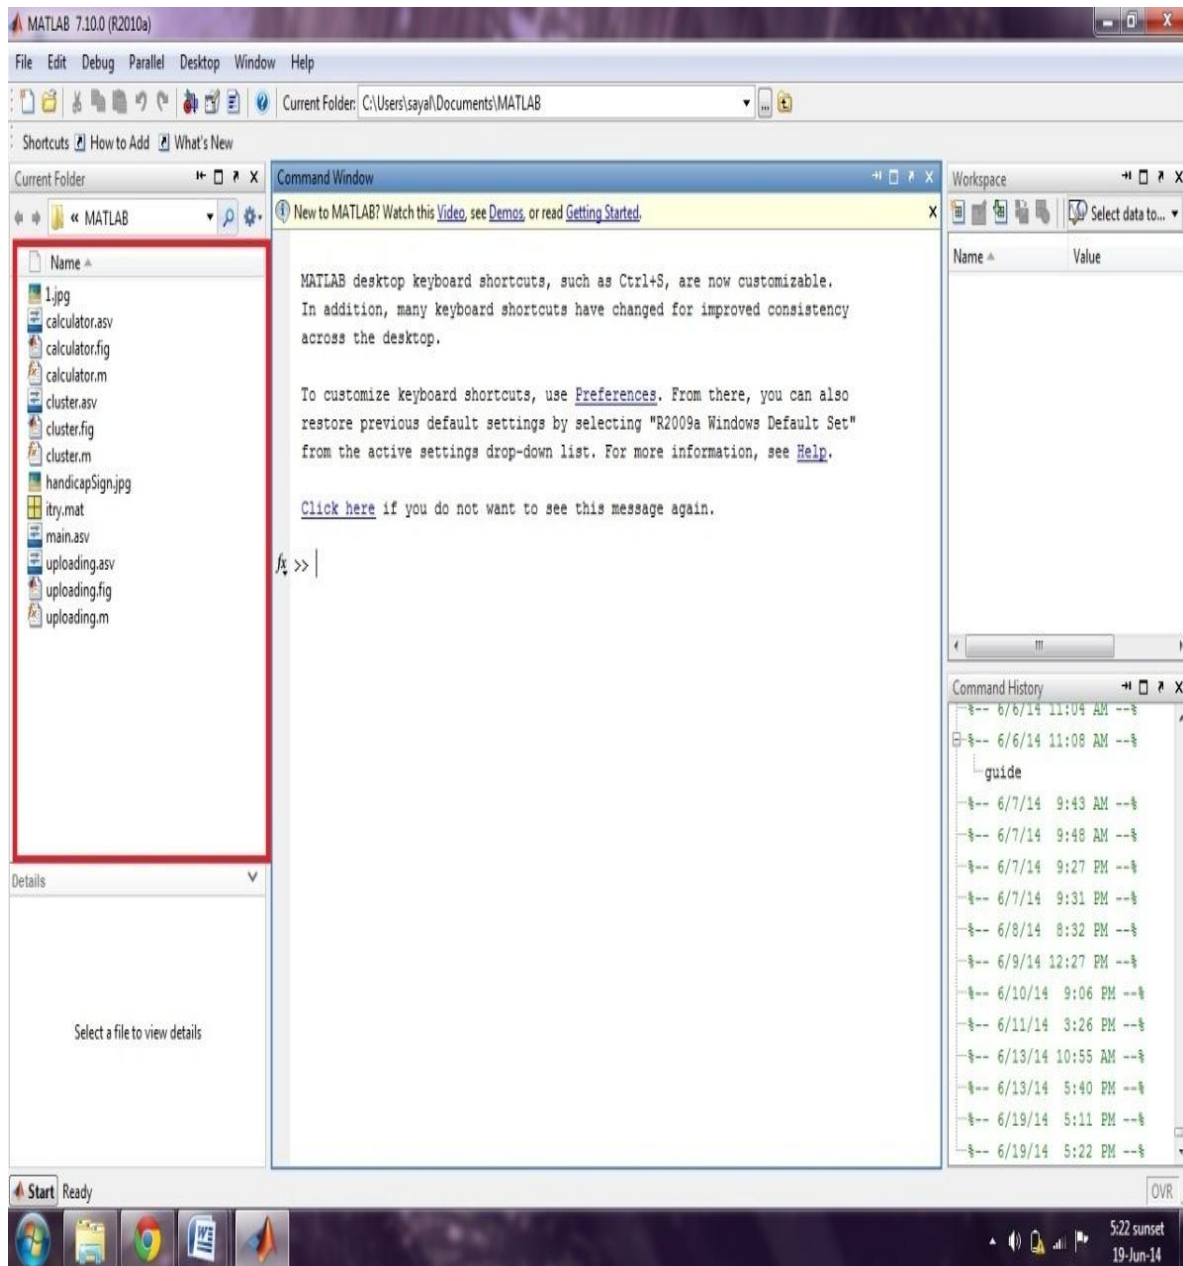 MATLAB 7.10.0 (R2010a)
File Edit Debug Parallel Desktop Window Help
Current Folder: C:\Users\sayal\Documents\MATLAB
Shortcuts How to Add What's New
Current Folder
« MATLAB
Name
1.jpg
calculator.asv
calculator.fig
calculator.m
cluster.asv
cluster.fig
cluster.m
handicapSign.jpg
itry.mat
main.asv
uploading.asv
uploading.fig
uploading.m
Details
Select a file to view details
Command Window
New to MATLAB? Watch this Video, see Demos, or read Getting Started.
MATLAB desktop keyboard shortcuts, such as Ctrl+S, are now customizable.
In addition, many keyboard shortcuts have changed for improved consistency
across the desktop.
To customize keyboard shortcuts, use Preferences. From there, you can also
restore previous default settings by selecting "R2009a Windows Default Set"
from the active settings drop-down list. For more information, see Help.
Click here if you do not want to see this message again.
fx >>
Workspace
Select data to...
Name Value
Command History
%-- 6/6/14 11:04 AM --%
%-- 6/6/14 11:08 AM --%
guide
%-- 6/7/14 9:43 AM --%
%-- 6/7/14 9:48 AM --%
%-- 6/7/14 9:27 PM --%
%-- 6/7/14 9:31 PM --%
%-- 6/8/14 8:32 PM --%
%-- 6/9/14 12:27 PM --%
%-- 6/10/14 9:06 PM --%
%-- 6/11/14 3:26 PM --%
%-- 6/13/14 10:55 AM --%
%-- 6/13/14 5:40 PM --%
%-- 6/19/14 5:11 PM --%
%-- 6/19/14 5:22 PM --%
Start Ready
OVR
5:22 sunset
19-Jun-14